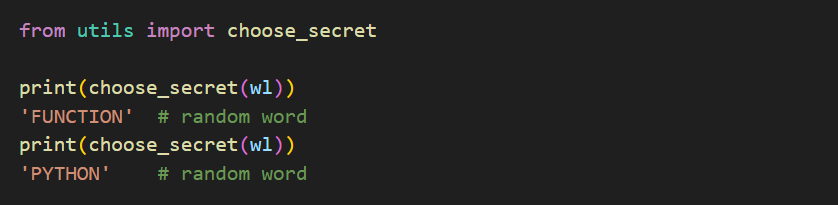 from utils import choose_secret
print(choose_secret(wl))
'FUNCTION'  # random word
print(choose_secret(wl))
'PYTHON'    # random word